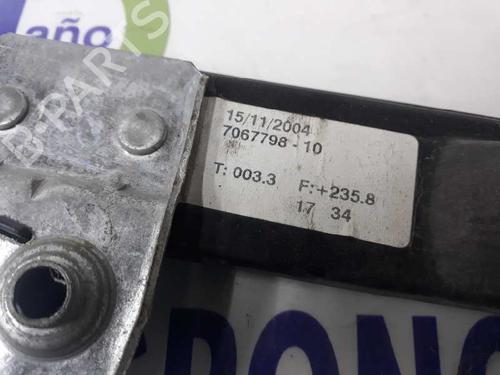 año
B-PARTS
15/11/2004
7067798 - 10
T: 003.3 F: +235.8
17 34